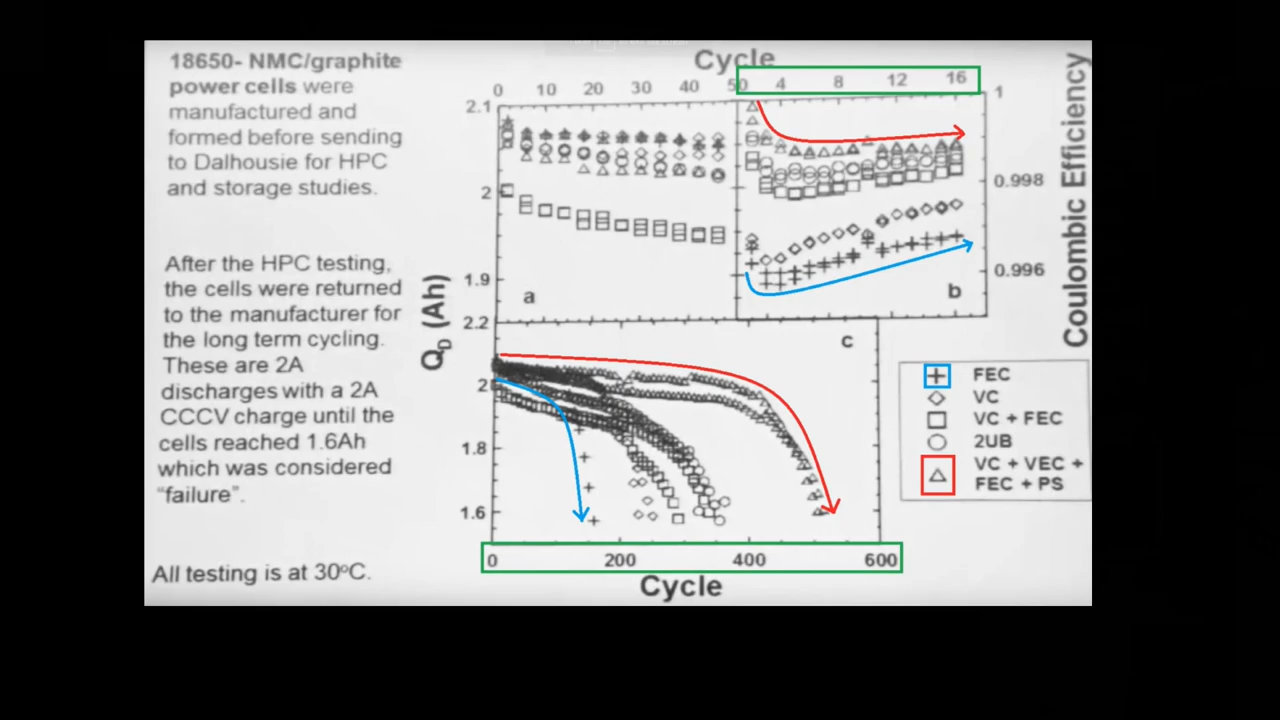 18650- NMC/graphite
power cells were
manufactured and
formed before sending
to Dalhousie for HPC
and storage studies.
After the HPC testing,
the cells were returned
to the manufacturer for
the long term cycling.
These are 2A
discharges with a 2A
CCCV charge until the
cells reached 1.6Ah
which was considered
“failure”.
All testing is at 30°C.
Cycle
0 10 20 30 40 50 4 8 12 16
2.1
2
1.9
2.2
2
1.8
1.6
Q_D (Ah)
a
b
c
1
0.998
0.996
Coulombic Efficiency
0 200 400 600
Cycle
FEC
VC
VC + FEC
2UB
VC + VEC +
FEC + PS